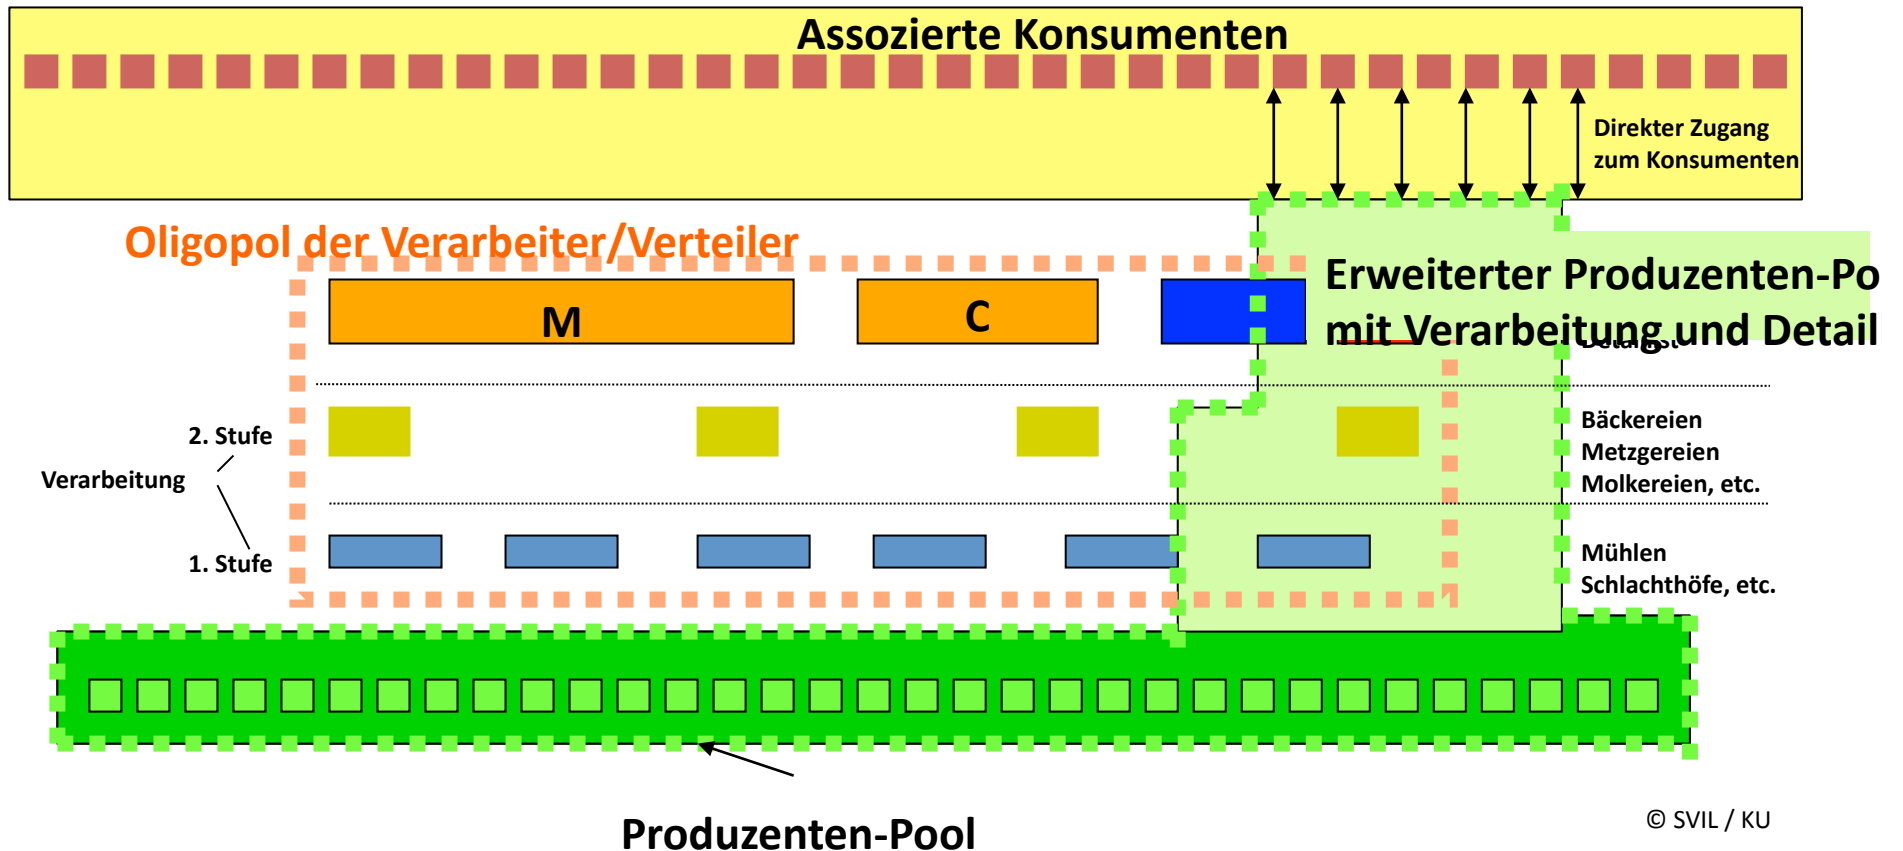 Assozierte Konsumenten
Direkter Zugang
zum Konsumenten
Oligopol der Verarbeiter/Verteiler
Erweiterter Produzenten-Po
mit Verarbeitung und Detail
M
C
2. Stufe
Bäckereien
Metzgereien
Molkereien, etc.
Verarbeitung
1. Stufe
Mühlen
Schlachthöfe, etc.
Produzenten-Pool
© SVIL / KU